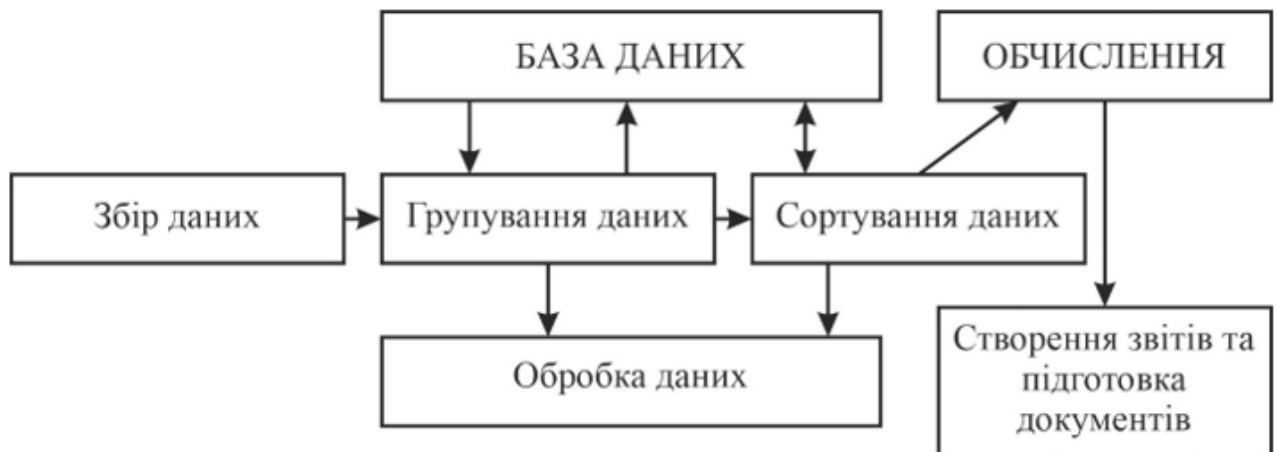 БАЗА ДАНИХ
ОБЧИСЛЕННЯ
Збір даних
Групування даних
Сортування даних
Обробка даних
Створення звітів та
підготовка
документів